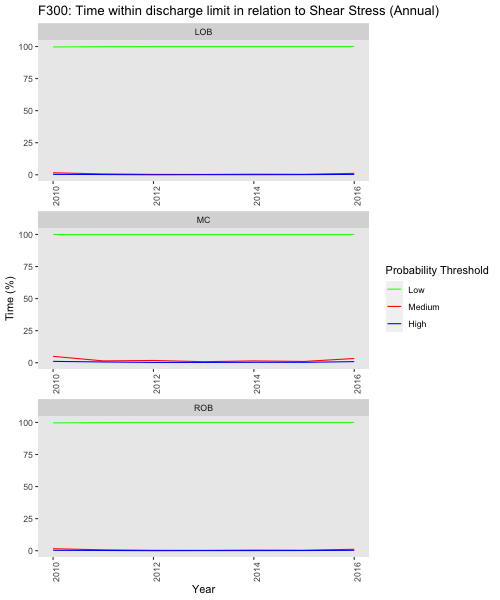 F300: Time within discharge limit in relation to Shear Stress (Annual)
LOB
100
75
50
25
0
2010 2012 2014 2016
MC
100
75
50
25
0
2010 2012 2014 2016
ROB
100
75
50
25
0
2010 2012 2014 2016
Time (%)
Year
Probability Threshold
Low
Medium
High